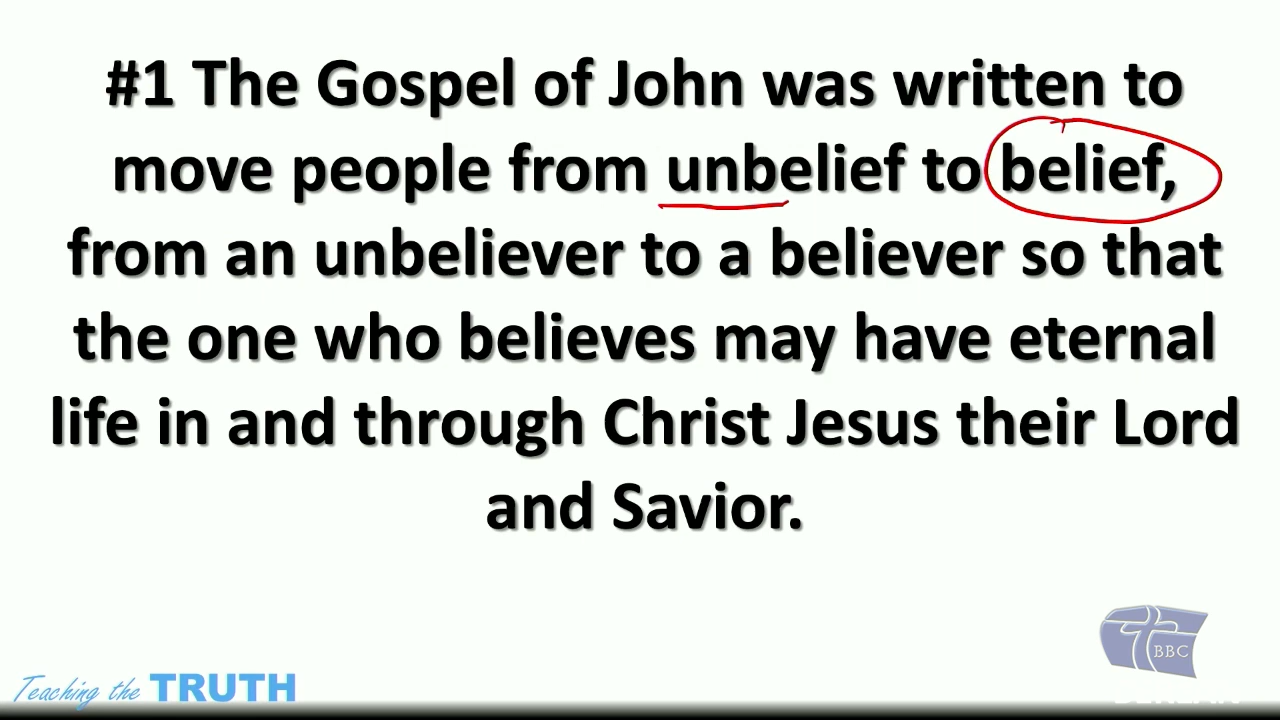 #1 The Gospel of John was written to
move people from unbelief to belief,
from an unbeliever to a believer so that
the one who believes may have eternal
life in and through Christ Jesus their Lord
and Savior.
BBC
Teaching the TRUTH